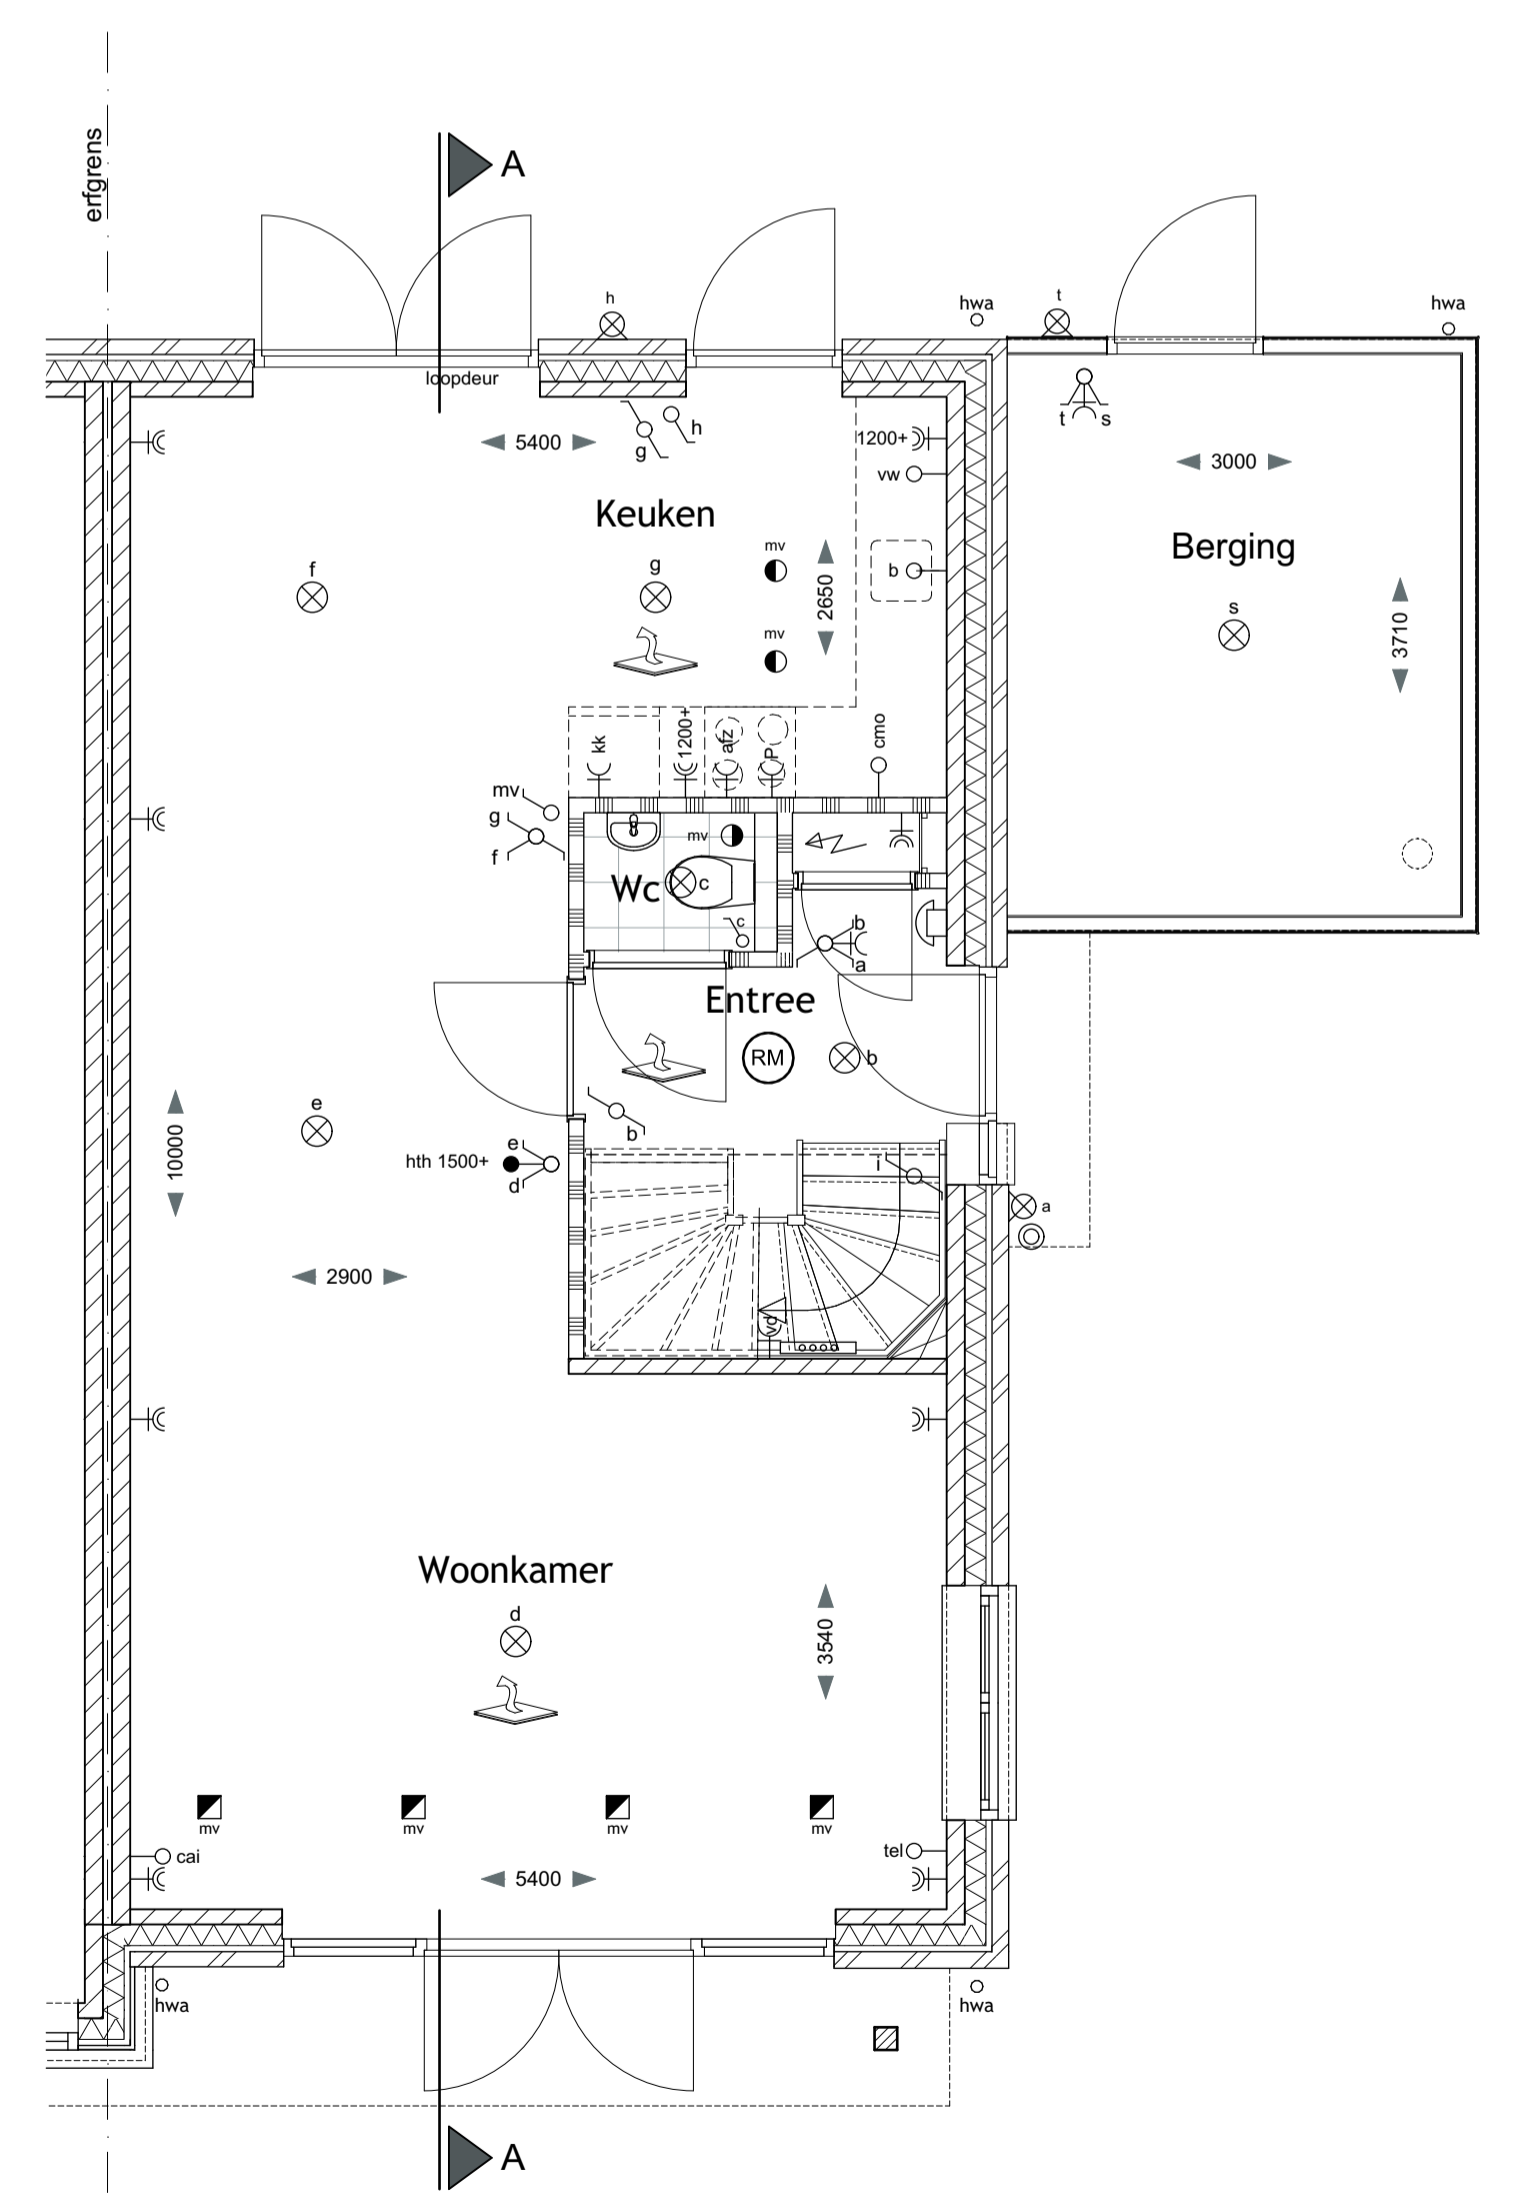 erfgrens
A
h
hwa
t
hwa
loopdeur
t
s
g
h
5400
1200+
vw
3000
Keuken
Berging
f
g
mv
b
2650
mv
s
3710
kk
1200+
afz
P
cmo
mv
g
f
mv
Wc
c
c
b
a
Entree
RM
b
b
e
hth 1500+
d
e
10000
i
a
2900
vd
Woonkamer
d
3540
mv
mv
mv
mv
cai
tel
5400
hwa
hwa
A